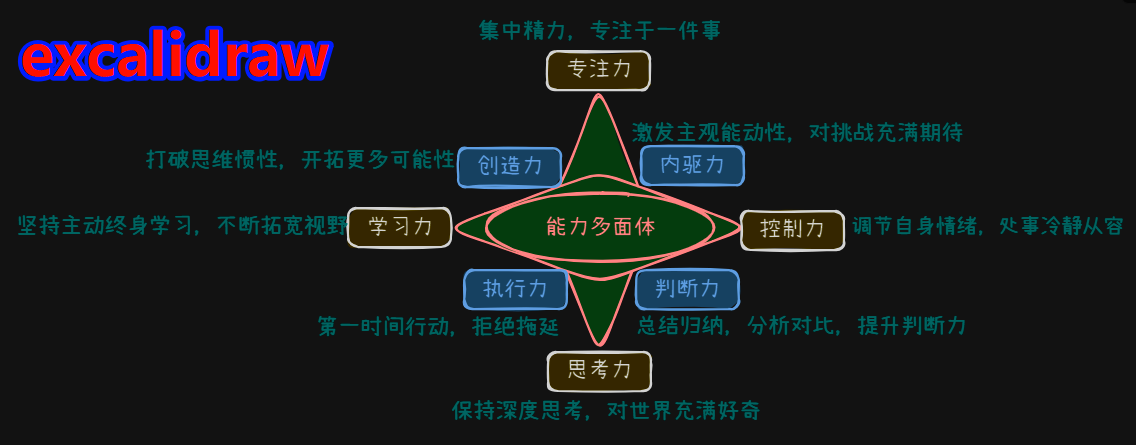 excalidraw
集中精力，专注于一件事
专注力
激发主观能动性，对挑战充满期待
打破思维惯性，开拓更多可能性
创造力
内驱力
坚持主动终身学习，不断拓宽视野
学习力
能力多面体
控制力
调节自身情绪，处事冷静从容
执行力
判断力
第一时间行动，拒绝拖延
总结归纳，分析对比，提升判断力
思考力
保持深度思考，对世界充满好奇